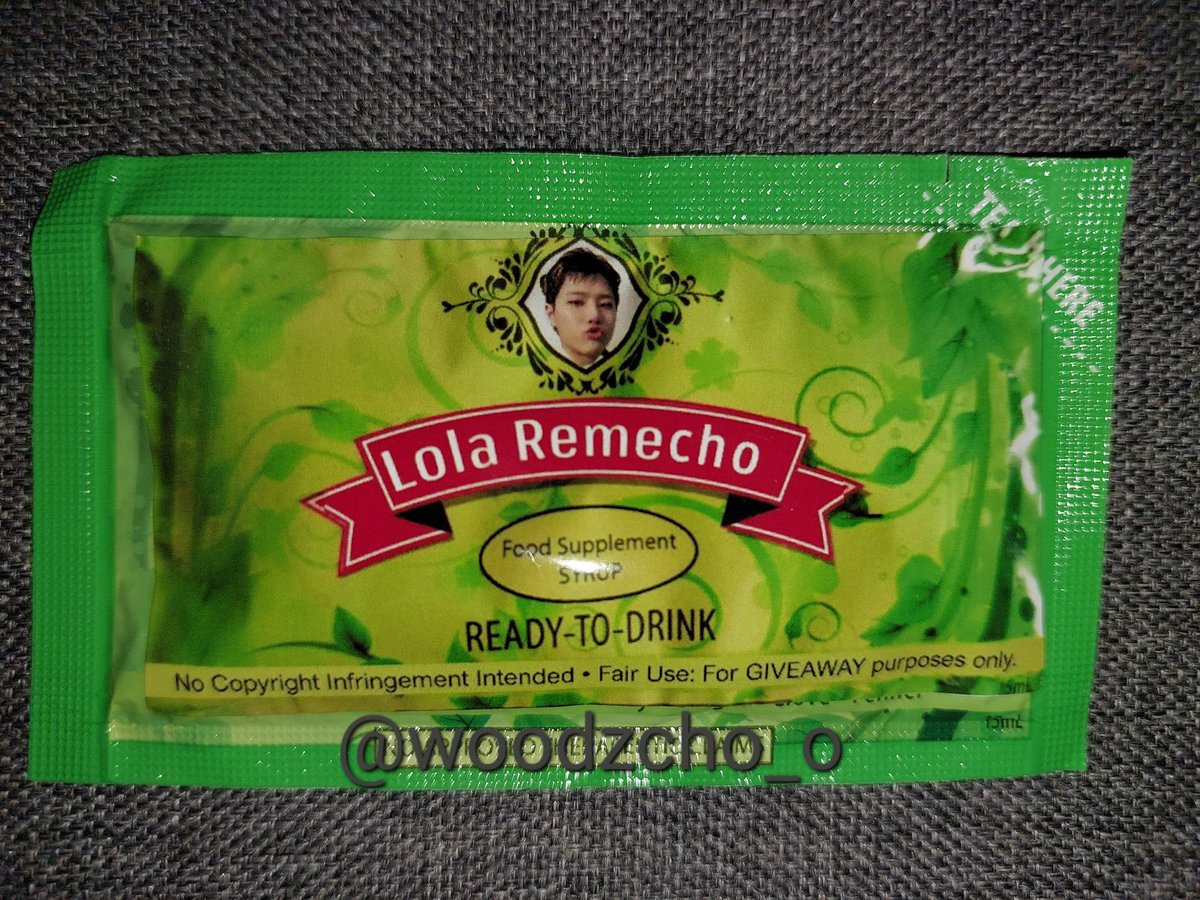 TEAR HERE
Lola Remecho
Food Supplement
SYRUP
READY-TO-DRINK
No Copyright Infringement Intended • Fair Use: For GIVEAWAY purposes only.
15mL
15mL
@woodzcho_o